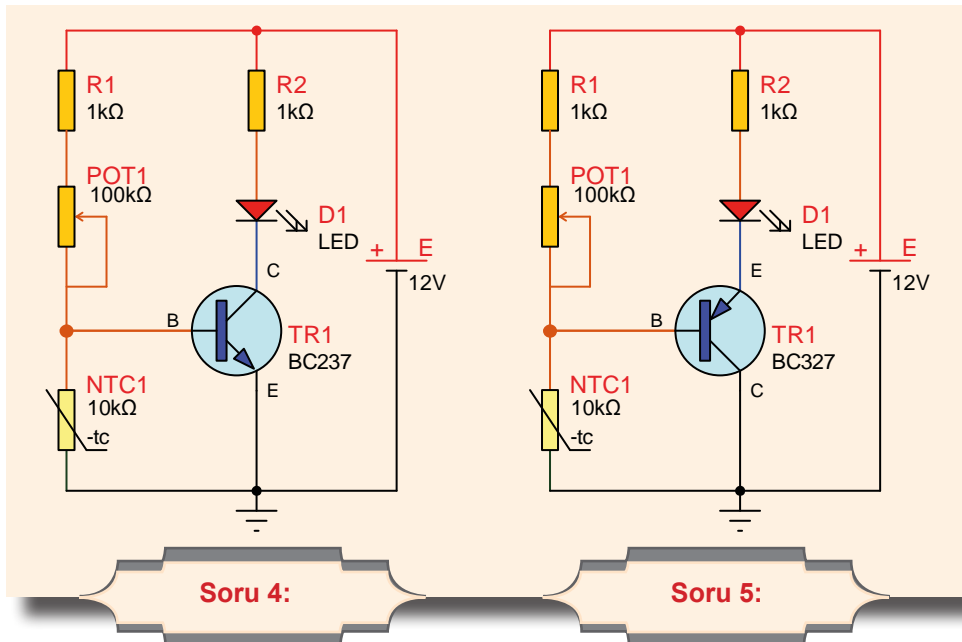 R1
1kΩ
R2
1kΩ
POT1
100kΩ
D1
LED
+ E
12V
C
B
TR1
BC237
E
NTC1
10kΩ
-tc
Soru 4:
R1
1kΩ
R2
1kΩ
POT1
100kΩ
D1
LED
+ E
12V
E
B
TR1
BC327
C
NTC1
10kΩ
-tc
Soru 5: